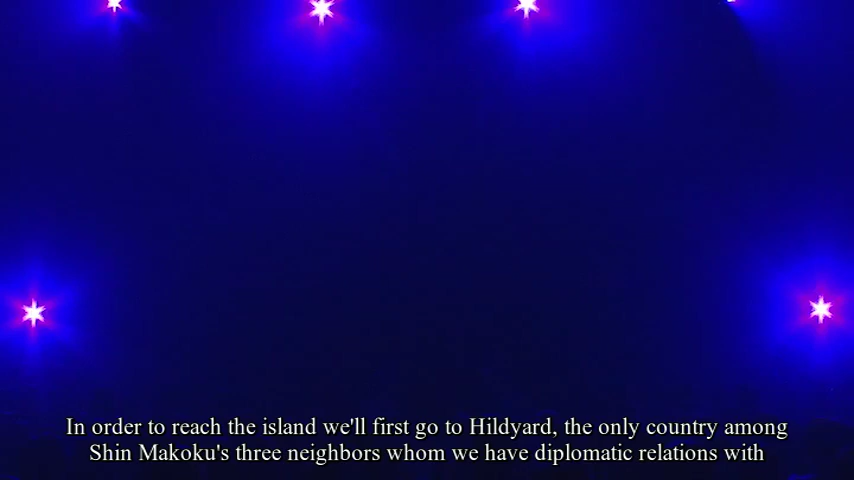 In order to reach the island we'll first go to Hildyard, the only country among
Shin Makoku's three neighbors whom we have diplomatic relations with